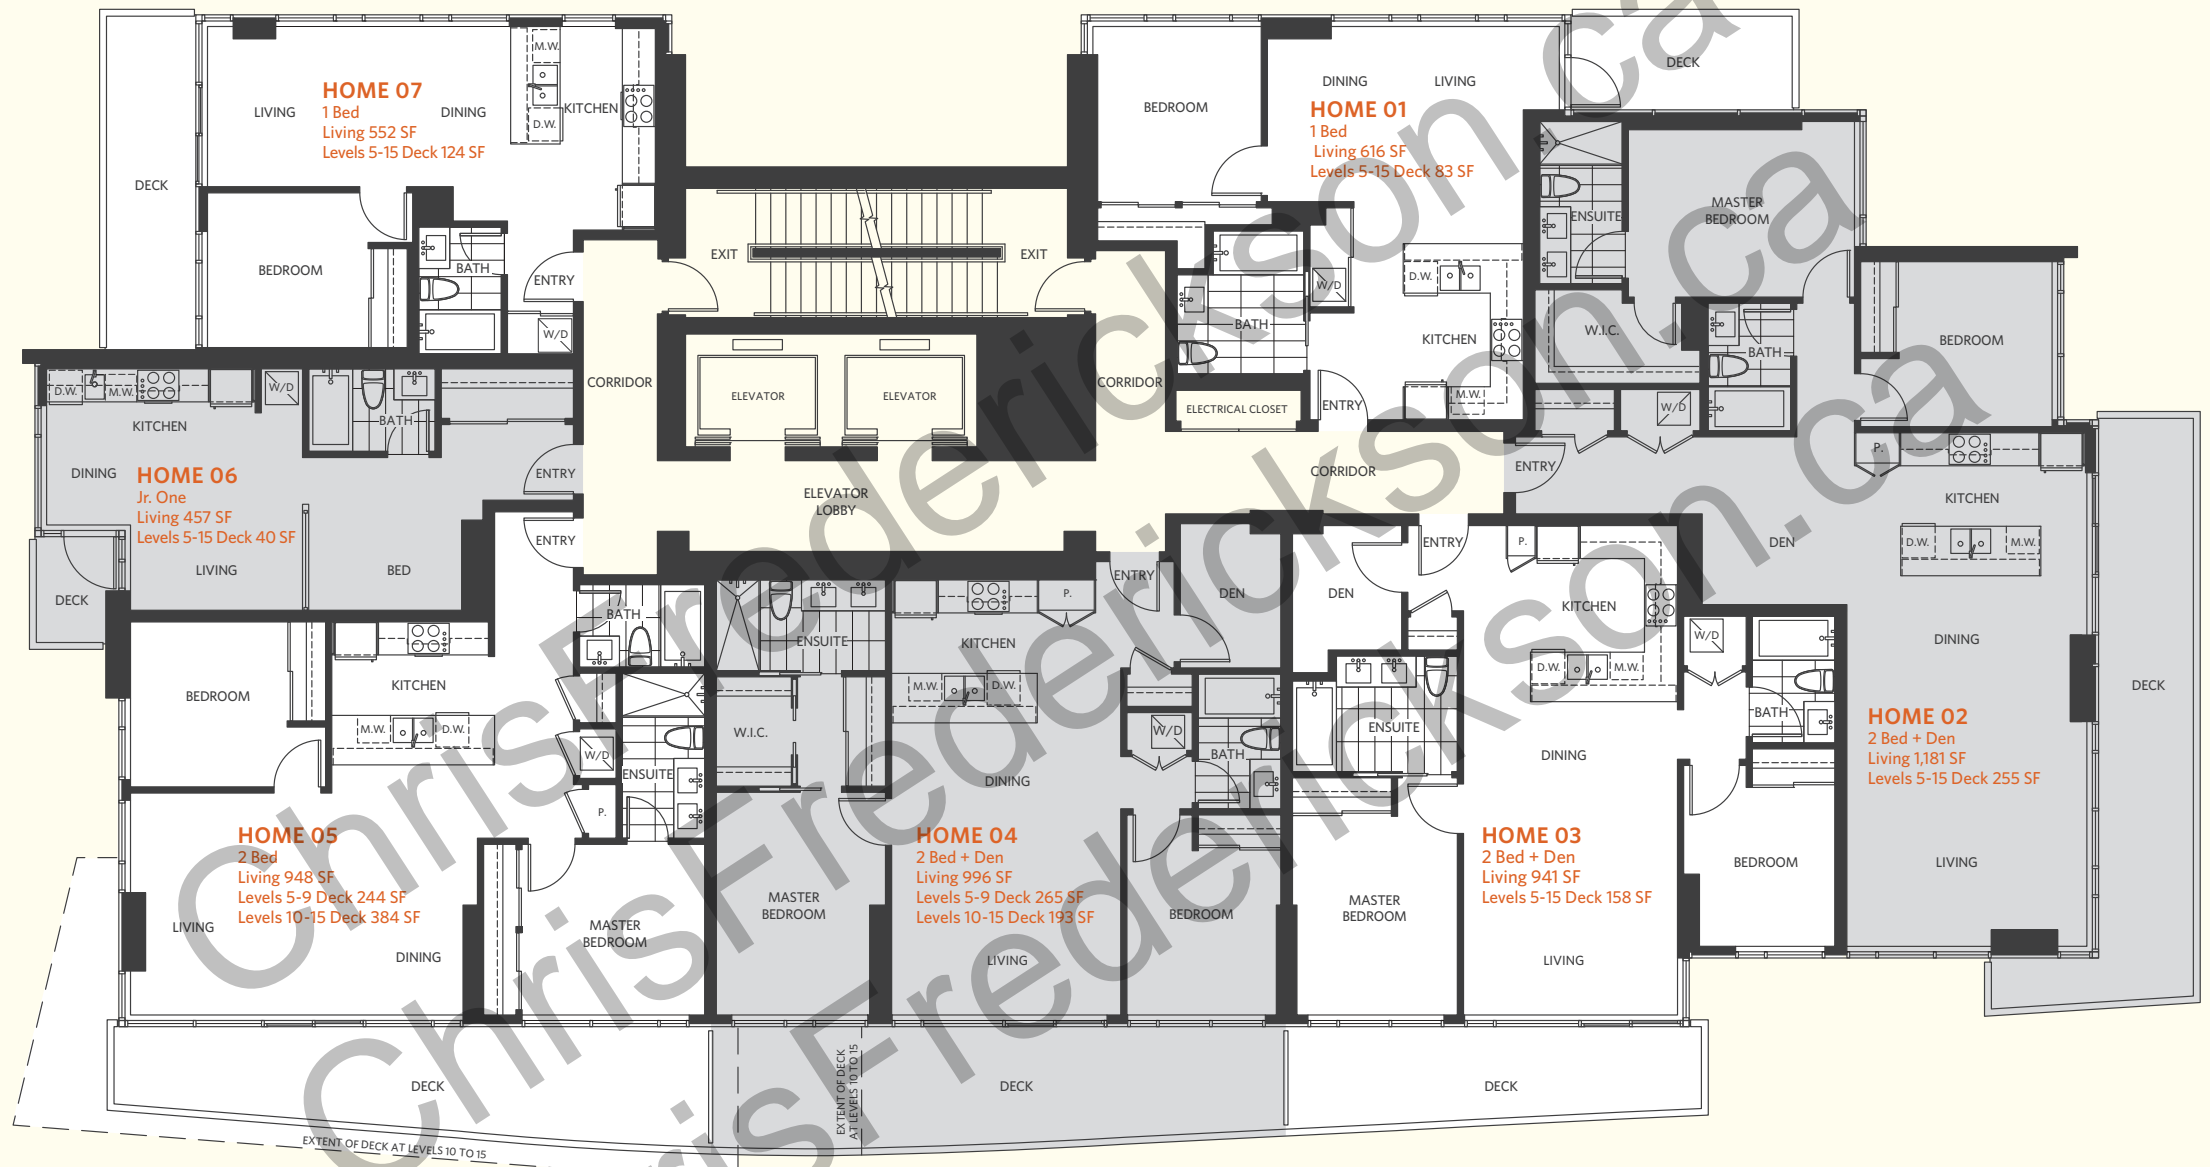 HOME 07
1 Bed
Living 552 SF
Levels 5-15 Deck 124 SF
LIVING
DINING
KITCHEN
M.W.
D.W.
DECK
BEDROOM
BATH
ENTRY
W/D
EXIT
EXIT
CORRIDOR
ELEVATOR
ELEVATOR
CORRIDOR
ELEVATOR
LOBBY
CORRIDOR
ELECTRICAL CLOSET
HOME 01
1 Bed
Living 616 SF
Levels 5-15 Deck 83 SF
BEDROOM
DINING
LIVING
DECK
BATH
W/D
D.W.
KITCHEN
M.W.
ENTRY
ENSUITE
MASTER
BEDROOM
W.I.C.
BATH
BEDROOM
W/D
ENTRY
P.
KITCHEN
D.W.
M.W.
DEN
DINING
DECK
HOME 02
2 Bed + Den
Living 1,181 SF
Levels 5-15 Deck 255 SF
LIVING
HOME 06
Jr. One
Living 457 SF
Levels 5-15 Deck 40 SF
D.W.
M.W.
W/D
KITCHEN
BATH
DINING
ENTRY
LIVING
BED
DECK
ENTRY
BATH
BEDROOM
KITCHEN
M.W.
D.W.
W/D
ENSUITE
P.
HOME 05
2 Bed
Living 948 SF
Levels 5-9 Deck 244 SF
Levels 10-15 Deck 384 SF
LIVING
DINING
MASTER
BEDROOM
DECK
EXTENT OF DECK AT LEVELS 10 TO 15
ENSUITE
KITCHEN
P.
ENTRY
DEN
M.W.
D.W.
W.I.C.
W/D
BATH
DINING
HOME 04
2 Bed + Den
Living 996 SF
Levels 5-9 Deck 265 SF
Levels 10-15 Deck 193 SF
MASTER
BEDROOM
BEDROOM
LIVING
EXTENT OF DECK
AT LEVELS 10 TO 15
DECK
DEN
ENTRY
P.
KITCHEN
D.W.
M.W.
W/D
ENSUITE
BATH
DINING
HOME 03
2 Bed + Den
Living 941 SF
Levels 5-15 Deck 158 SF
MASTER
BEDROOM
BEDROOM
LIVING
DECK
ChrisFrederickson.ca
ChrisFrederickson.ca
ChrisFrederickson.ca